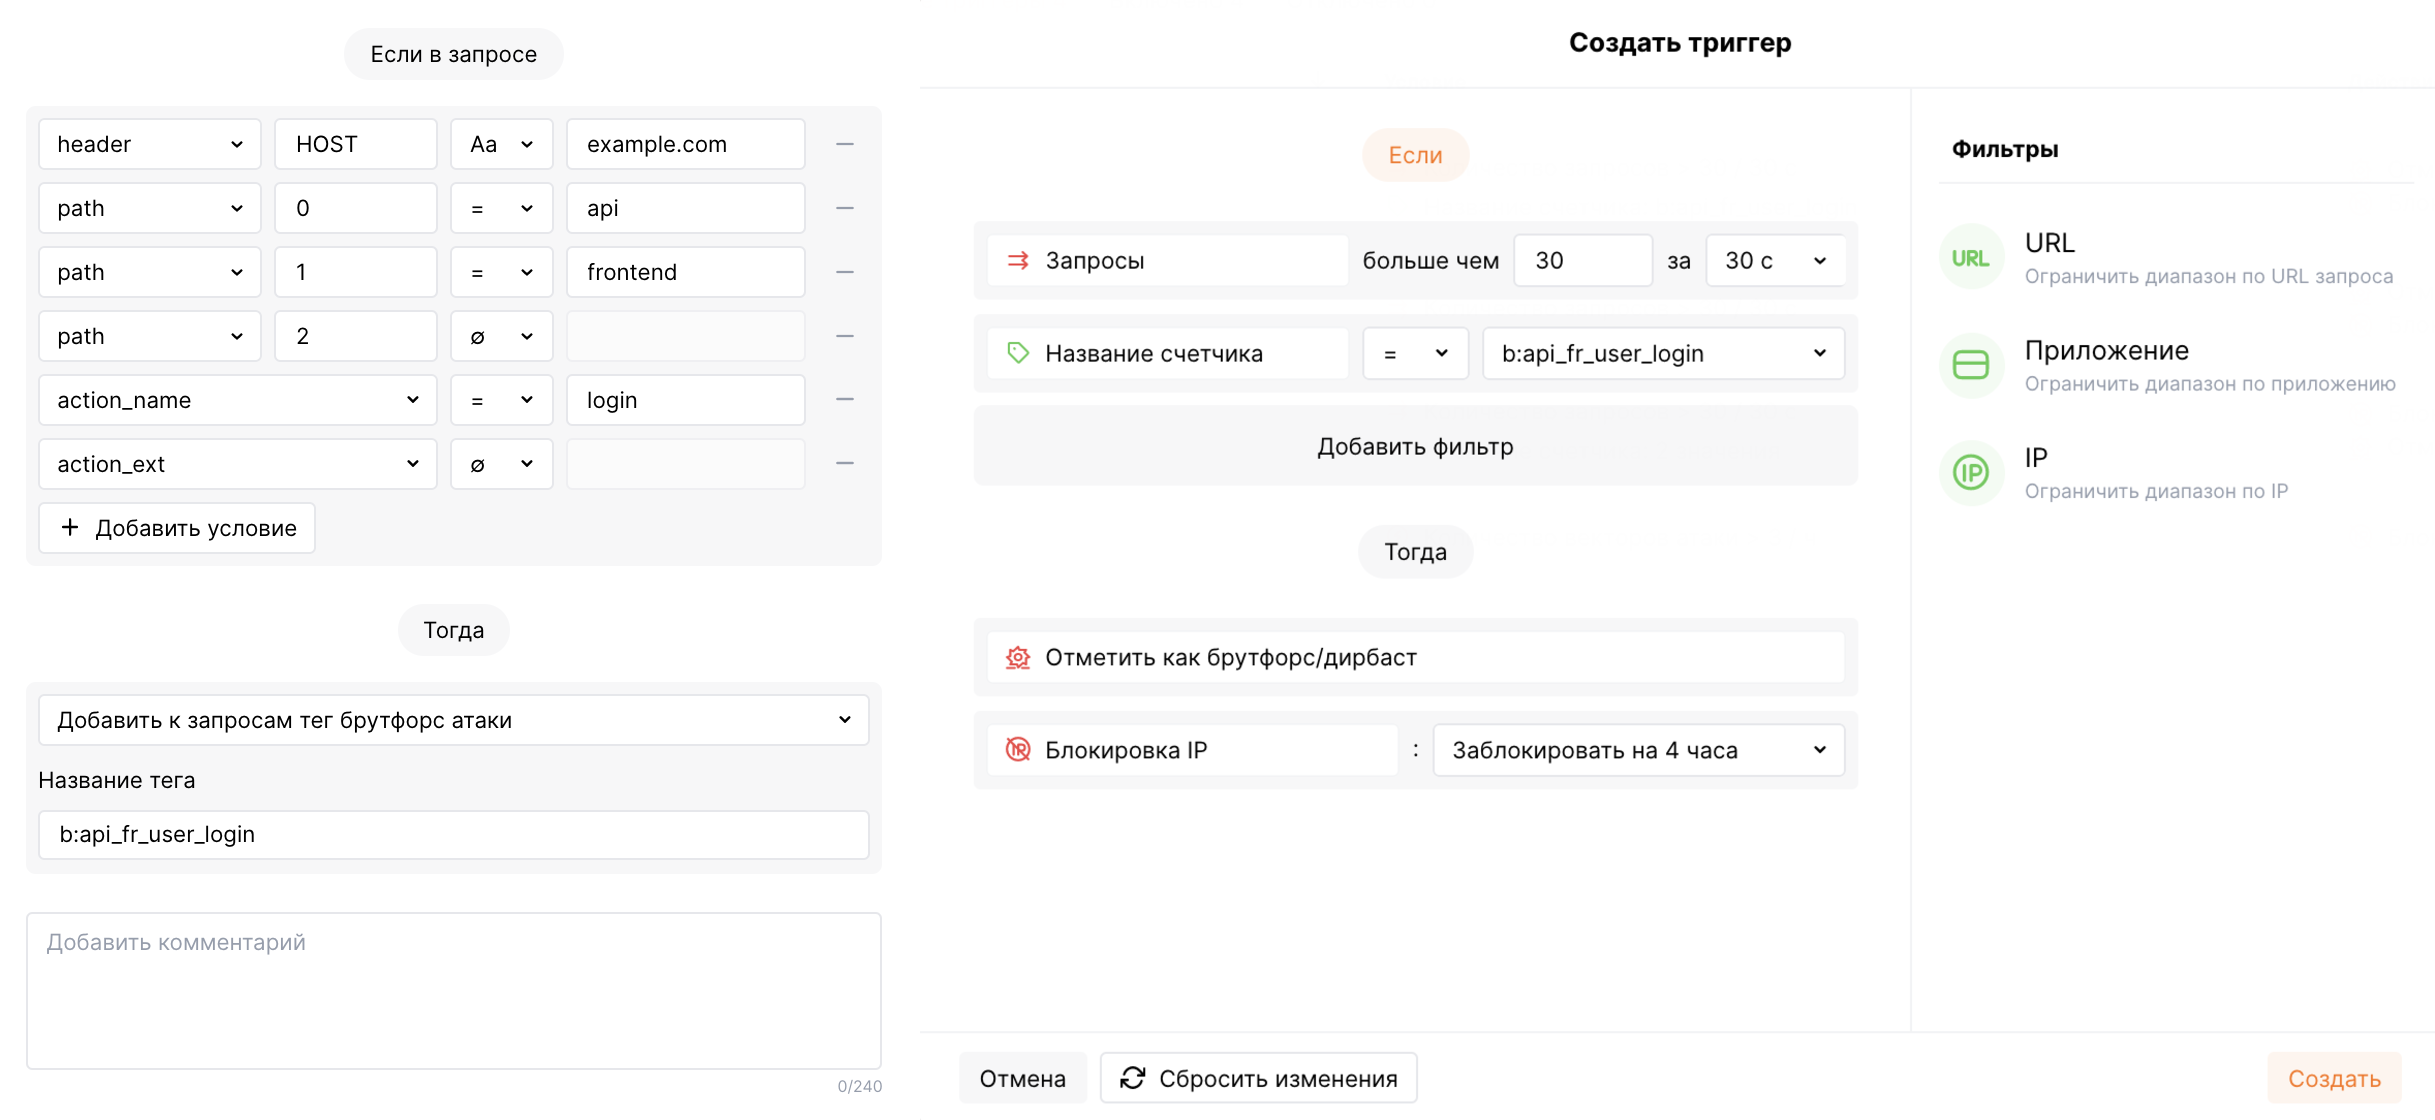 Если в запросе
header HOST Aa example.com
path 0 = api
path 1 = frontend
path 2 ∅
action_name = login
action_ext ∅
+ Добавить условие
Тогда
Добавить к запросам тег брутфорс атаки
Название тега
b:api_fr_user_login
Добавить комментарий
0/240
Создать триггер
Если
Запросы больше чем 30 за 30 с
Название счетчика = b:api_fr_user_login
Добавить фильтр
Тогда
Отметить как брутфорс/дирбаст
Блокировка IP : Заблокировать на 4 часа
Фильтры
URL URL
Ограничить диапазон по URL запроса
Приложение
Ограничить диапазон по приложению
IP IP
Ограничить диапазон по IP
Отмена Сбросить изменения Создать